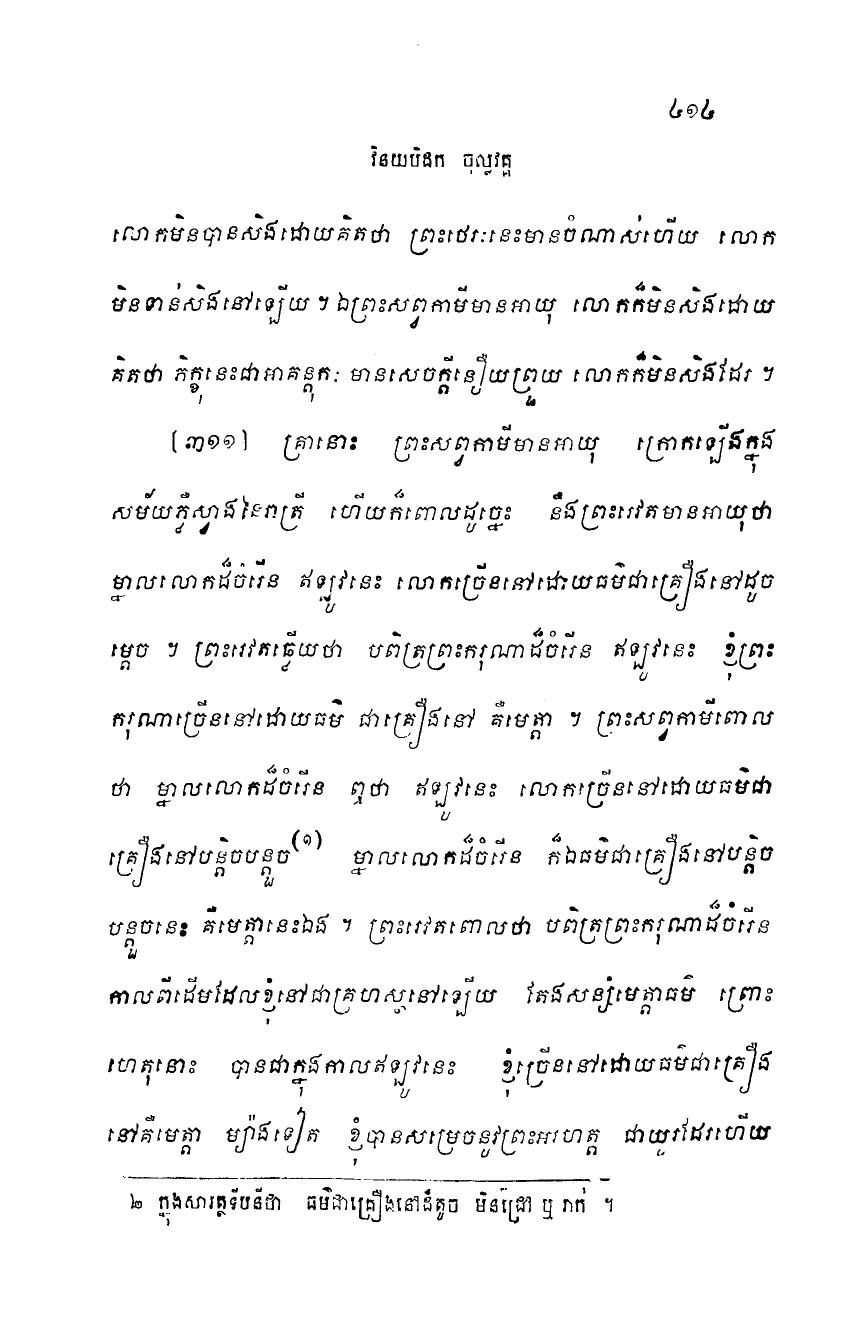 ៤១៤
វិនយបិដក ចុល្លវគ្គ
លោកមិនបានសិងដោយគិតថា ព្រះថេរៈនេះមានចំណាស់ហើយ លោក
មិនទាន់សិងនៅឡើយ ។ ឯព្រះសព្វកាមីមានអាយុ លោកក៏មិនសិងដោយ
គិតថា ភិក្ខុនេះជាអាគន្តុកៈ មានសេចក្តីនឿយព្រួយ លោកក៏មិនសិងដែរ ។
[៣១១] គ្រានោះ ព្រះសព្វកាមីមានអាយុ ក្រោកឡើងក្នុង
សម័យភ្លឺស្វាងនៃរាត្រី ហើយក៏ពោលដូច្នេះ នឹងព្រះរេវតមានអាយុថា
ម្នាលលោកដ៏ចំរើន ឥឡូវនេះ លោកច្រើននៅដោយធម៌ជាគ្រឿងនៅដូច
ម្តេច ។ ព្រះរេវតឆ្លើយថា បពិត្រព្រះករុណាដ៏ចំរើន ឥឡូវនេះ ខ្ញុំព្រះ
ករុណាច្រើននៅដោយធម៌ ជាគ្រឿងនៅ គឺមេត្តា ។ ព្រះសព្វកាមីពោល
ថា ម្នាលលោកដ៏ចំរើន ឮថា ឥឡូវនេះ លោកច្រើននៅដោយធម៌ជា
គ្រឿងនៅបន្តិចបន្តួច(១) ម្នាលលោកដ៏ចំរើន ក៏ឯធម៌ជាគ្រឿងនៅបន្តិច
បន្តួចនេះ គឺមេត្តានេះឯង ។ ព្រះរេវតពោលថា បពិត្រព្រះករុណាដ៏ចំរើន
កាលពីដើមដែលខ្ញុំនៅជាគ្រហស្ថនៅឡើយ តែងសន្សំមេត្តាធម៌ ព្រោះ
ហេតុនោះ បានជាក្នុងកាលឥឡូវនេះ ខ្ញុំច្រើននៅដោយធម៌ជាគ្រឿង
នៅគឺមេត្តា ម្យ៉ាងទៀត ខ្ញុំបានសម្រេចនូវព្រះអរហត្ត ជាយូរដែរហើយ
២ ក្នុងសារត្ថទីបនីថា ធម៌ជាគ្រឿងនៅដ៏តូច មិនជ្រៅ ឬ រាក់ ។